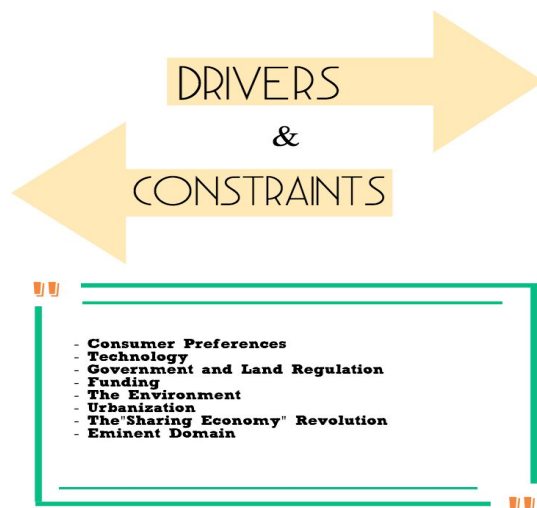 DRIVERS
&
CONSTRAINTS
- Consumer Preferences
- Technology
- Government and Land Regulation
- Funding
- The Environment
- Urbanization
- The"Sharing Economy" Revolution
- Eminent Domain